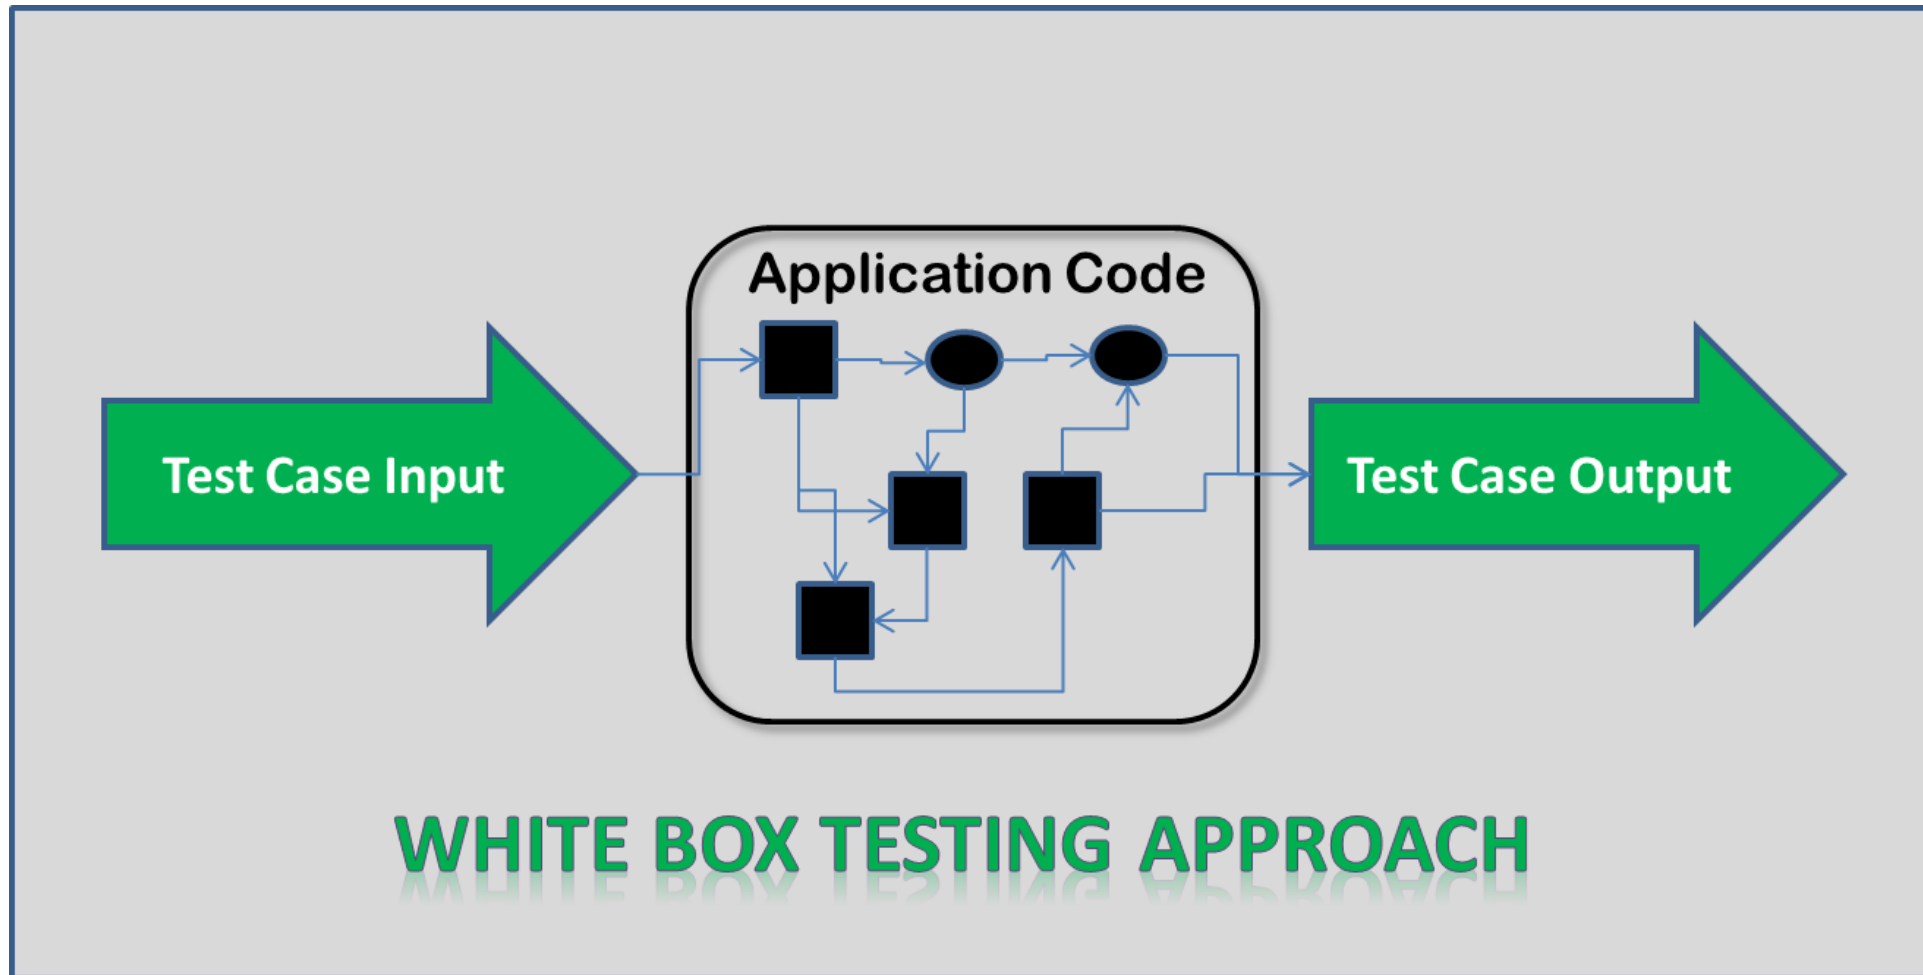 Application Code
Test Case Input
Test Case Output
WHITE BOX TESTING APPROACH